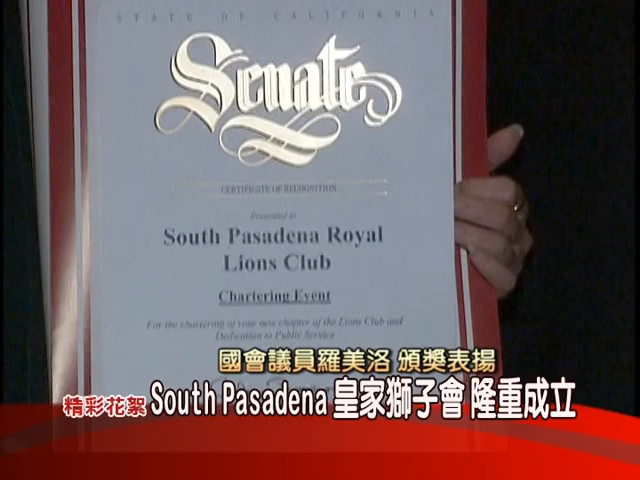 STATE OF CALIFORNIA
Senate
CERTIFICATE OF RECOGNITION
Presented to
South Pasadena Royal
Lions Club
Chartering Event
For the chartering of your new chapter of the Lions Club and
Dedication to Public Service
國會議員羅美洛 頒獎表揚
精彩花絮 South Pasadena 皇家獅子會 隆重成立